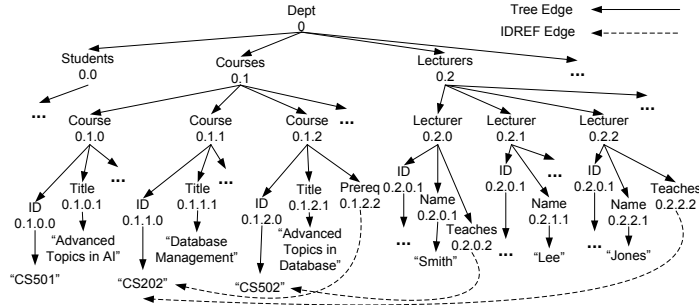 Dept
0
Tree Edge
IDREF Edge
Students
0.0
Courses
0.1
Lecturers
0.2
...
...
...
Course
0.1.0
Course
0.1.1
Course
0.1.2
Lecturer
0.2.0
Lecturer
0.2.1
Lecturer
0.2.2
...
ID
0.1.0.0
Title
0.1.0.1
...
ID
0.1.1.0
Title
0.1.1.1
...
ID
0.1.2.0
Title
0.1.2.1
Prereq
0.1.2.2
ID
0.2.0.1
Name
0.2.0.1
Teaches
0.2.0.2
ID
0.2.0.1
Name
0.2.1.1
...
ID
0.2.0.1
Name
0.2.2.1
Teaches
0.2.2.2
"CS501"
"Advanced
Topics in AI"
"CS202"
"Database
Management"
"CS502"
"Advanced
Topics in
Database"
...
"Smith"
...
"Lee"
...
"Jones"